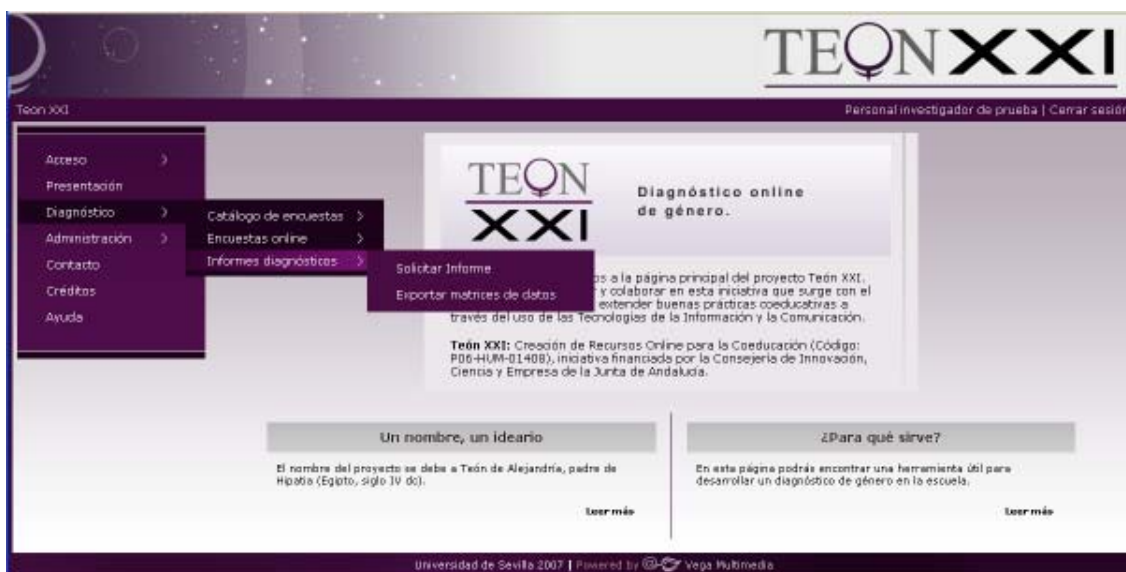 TEON XXI
Teon XXI
Personal investigador de prueba | Cerrar sesión
Acceso
Presentación
Diagnóstico
Administración
Contacto
Créditos
Ayuda
Catálogo de encuestas
Encuestas online
Informes diagnósticos
Solicitar Informe
Exportar matrices de datos
TEON
XXI
Diagnóstico online
de género.
a la página principal del proyecto Teón XXI.
y colaborar en esta iniciativa que surge con el
extender buenas prácticas coeducativas a
través del uso de las Tecnologías de la Información y la Comunicación.
Teón XXI: Creación de Recursos Online para la Coeducación (Código:
P06-HUM-01408), iniciativa financiada por la Consejería de Innovación,
Ciencia y Empresa de la Junta de Andalucía.
Un nombre, un ideario
El nombre del proyecto se debe a Teón de Alejandría, padre de
Hipatia (Egipto, siglo IV dc).
Leer más
¿Para qué sirve?
En esta página podrás encontrar una herramienta útil para
desarrollar un diagnóstico de género en la escuela.
Leer más
Universidad de Sevilla 2007 | Powered by Vega Multimedia